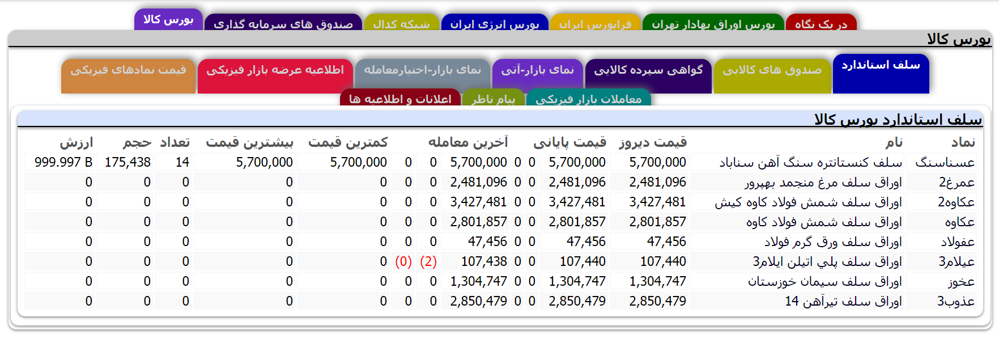 در یک نگاه بورس اوراق بهادار تهران فرابورس ایران بورس انرژی ایران شبکه کدال صندوق های سرمایه گذاری بورس کالا
بورس کالا
سلف استاندارد صندوق های کالایی گواهی سپرده کالایی نمای بازار-آتی نمای بازار-اختیارمعامله اطلاعیه عرضه بازار فیزیکی قیمت نمادهای فیزیکی
معاملات بازار فیزیکی پیام ناظر اعلانات و اطلاعیه ها
سلف استاندارد بورس کالا
نماد نام قیمت دیروز قیمت پایانی آخرین معامله کمترین قیمت بیشترین قیمت تعداد حجم ارزش
عسناسنگ سلف کنستانتره سنگ آهن سناباد 5,700,000 5,700,000 0 0 5,700,000 0 0 5,700,000 5,700,000 14 175,438 999.997 B
عمرغ2 اوراق سلف مرغ منجمد بهپرور 2,481,096 2,481,096 0 0 2,481,096 0 0 0 0 0 0 0
عکاوه2 اوراق سلف شمش فولاد کاوه کیش 3,427,481 3,427,481 0 0 3,427,481 0 0 0 0 0 0 0
عکاوه اوراق سلف شمش فولاد کاوه 2,801,857 2,801,857 0 0 2,801,857 0 0 0 0 0 0 0
عفولاد اوراق سلف ورق گرم فولاد 47,456 47,456 0 0 47,456 0 0 0 0 0 0 0
عیلام3 اوراق سلف پلي اتیلن ایلام3 107,440 107,440 0 0 107,438 (2) (0) 0 0 0 0 0
عخوز اوراق سلف سیمان خوزستان 1,304,747 1,304,747 0 0 1,304,747 0 0 0 0 0 0 0
عذوب3 اوراق سلف تیرآهن 14 2,850,479 2,850,479 0 0 2,850,479 0 0 0 0 0 0 0